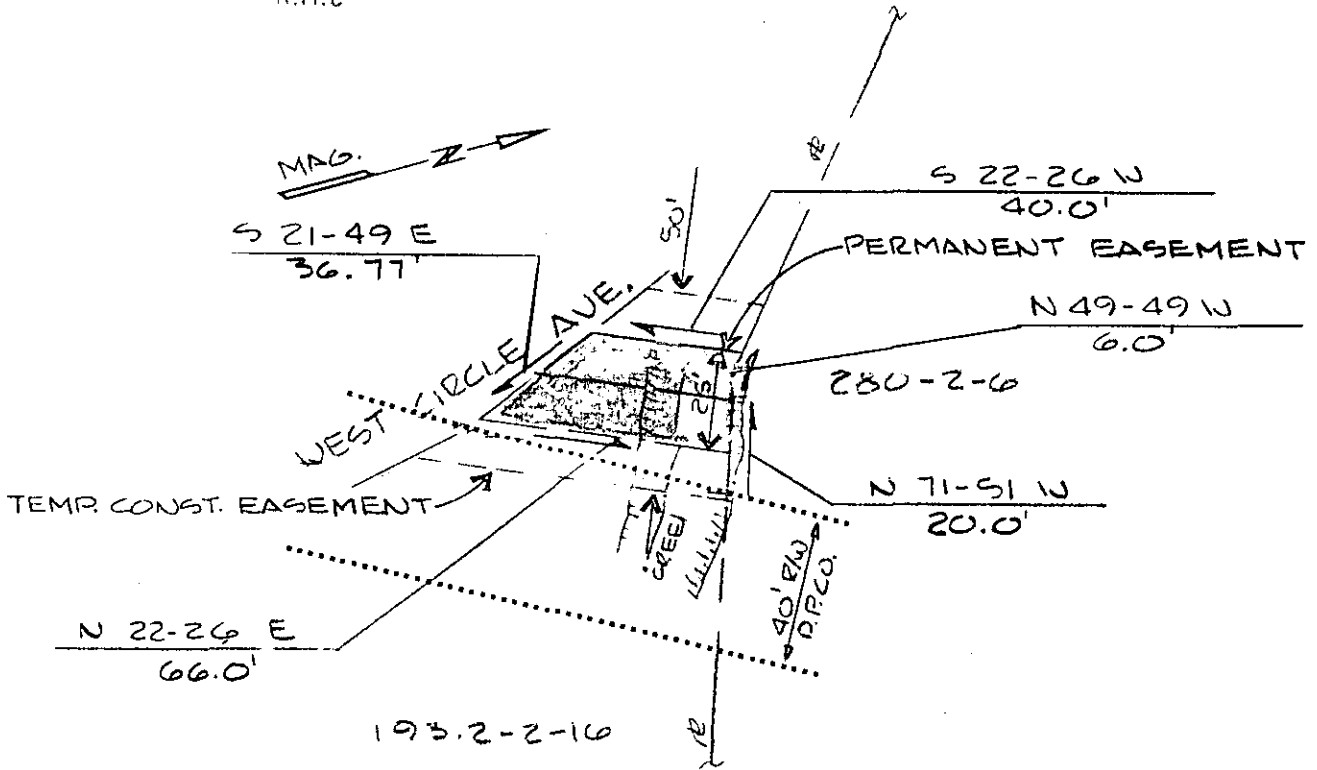 MAG. N
S 22-26 W
40.0'
50'
S 21-49 E
36.77'
PERMANENT EASEMENT
WEST CIRCLE AVE.
N 49-49 W
6.0'
25'
280-2-6
TEMP. CONST. EASEMENT
N 71-51 W
20.0'
40' R/W
D.P.CO.
N 22-26 E
66.0'
193.2-2-16